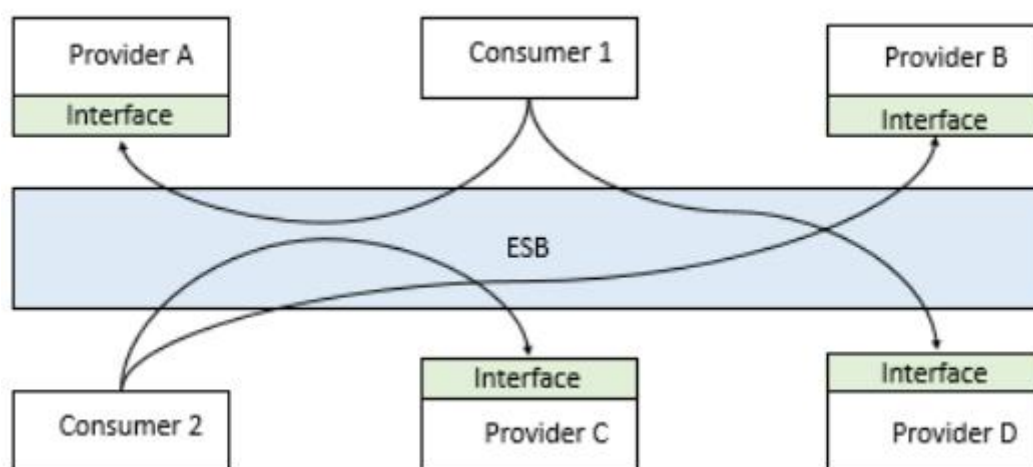 Provider A
Interface
Consumer 1
Provider B
Interface
ESB
Consumer 2
Interface
Provider C
Interface
Provider D